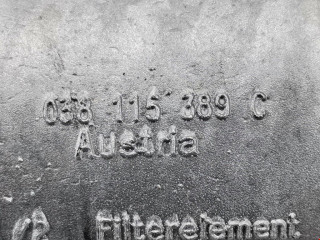 038 115 389 C
Austria
Filterelement